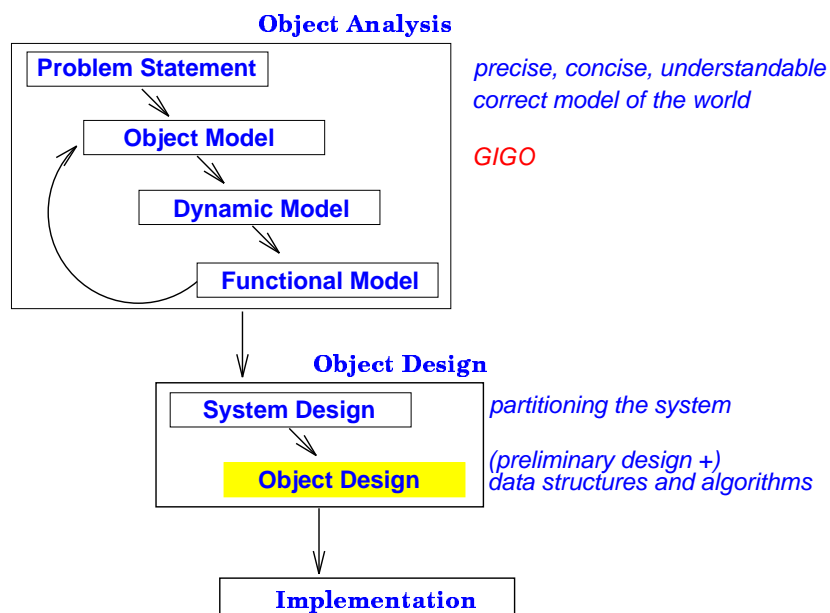 Object Analysis
Problem Statement
precise, concise, understandable
correct model of the world
Object Model
GIGO
Dynamic Model
Functional Model
Object Design
System Design
partitioning the system
(preliminary design +)
Object Design
data structures and algorithms
Implementation